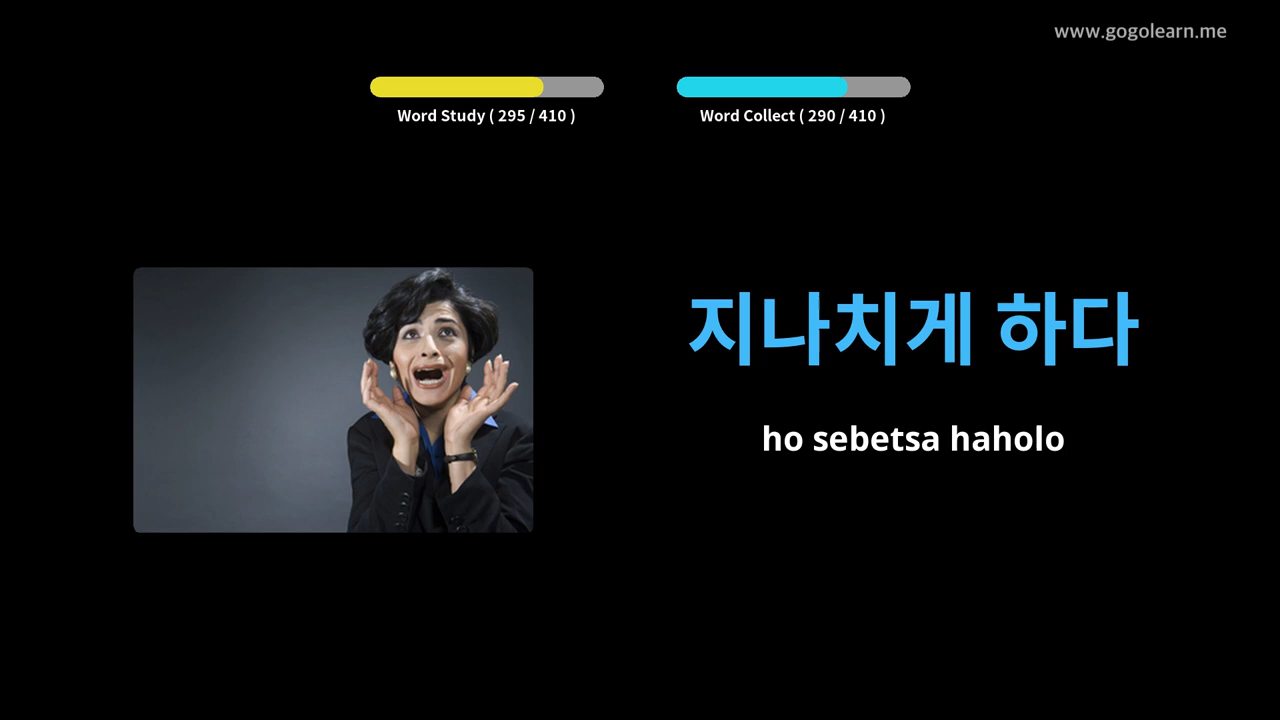 www.gogolearn.me
Word Study ( 295 / 410 )
Word Collect ( 290 / 410 )
지나치게 하다
ho sebetsa haholo